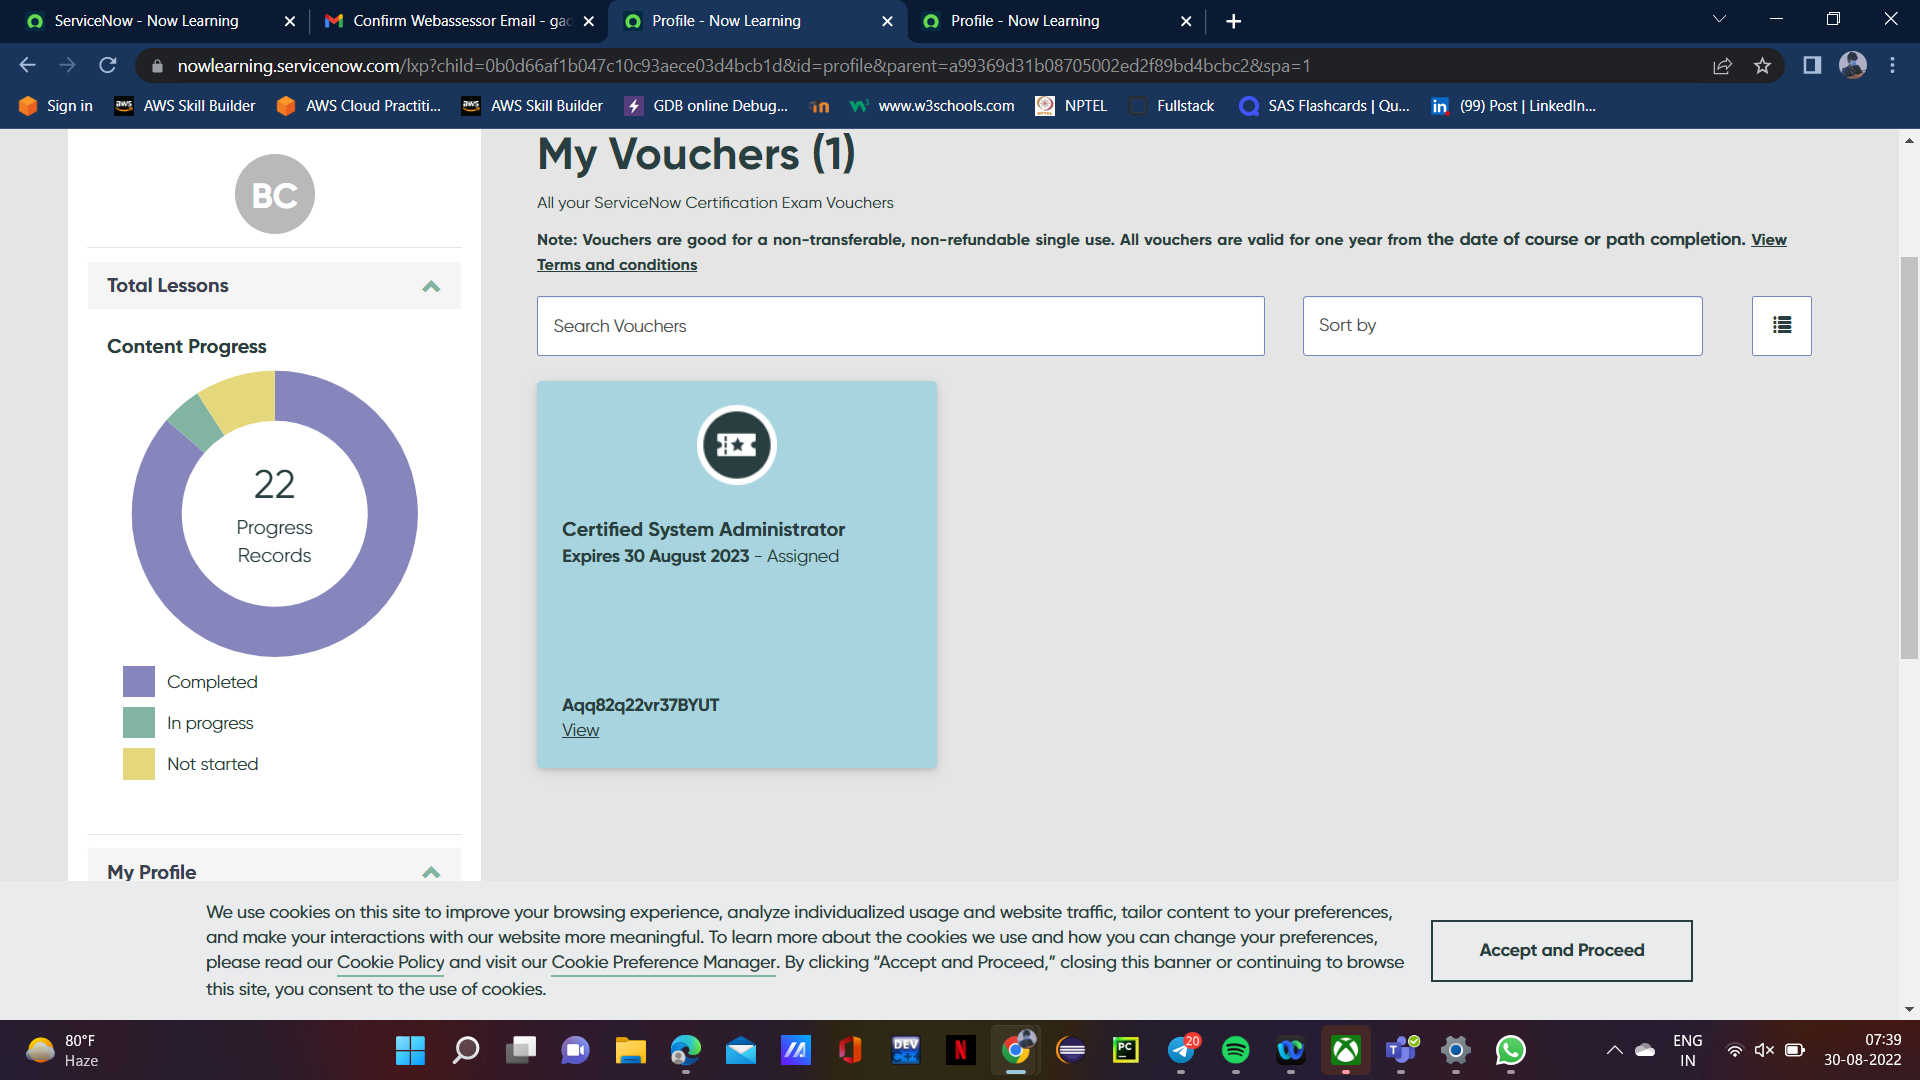 ServiceNow - Now Learning
Confirm Webassessor Email - gac
Profile - Now Learning
Profile - Now Learning
nowlearning.servicenow.com/lxp?child=0b0d66af1b047c10c93aece03d4bcb1d&id=profile&parent=a99369d31b08705002ed2f89bd4bcbc2&spa=1
Sign in
AWS Skill Builder
AWS Cloud Practiti...
AWS Skill Builder
GDB online Debug...
www.w3schools.com
NPTEL
Fullstack
SAS Flashcards | Qu...
(99) Post | LinkedIn...
BC
Total Lessons
Content Progress
22
Progress
Records
Completed
In progress
Not started
My Profile
My Vouchers (1)
All your ServiceNow Certification Exam Vouchers
Note: Vouchers are good for a non-transferable, non-refundable single use. All vouchers are valid for one year from the date of course or path completion. View
Terms and conditions
Search Vouchers
Sort by
Certified System Administrator
Expires 30 August 2023 - Assigned
Aqq82q22vr37BYUT
View
We use cookies on this site to improve your browsing experience, analyze individualized usage and website traffic, tailor content to your preferences,
and make your interactions with our website more meaningful. To learn more about the cookies we use and how you can change your preferences,
please read our Cookie Policy and visit our Cookie Preference Manager. By clicking “Accept and Proceed,” closing this banner or continuing to browse
this site, you consent to the use of cookies.
Accept and Proceed
80°F
Haze
DEV
C++
N
PC
20
ENG
IN
07:39
30-08-2022